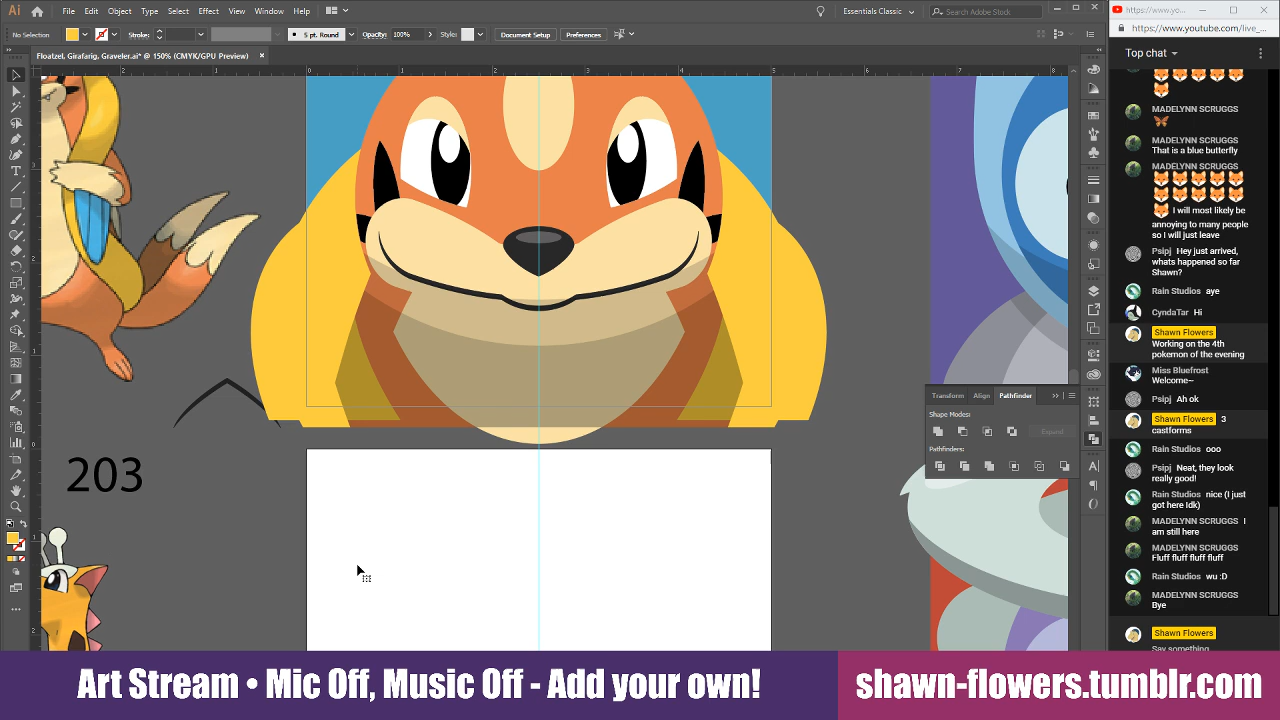 Ai File Edit Object Type Select Effect View Window Help Essentials Classic Search Adobe Stock
No Selection Stroke: 5 pt. Round Opacity: 100% Style: Document Setup Preferences
Floatzel, Girafarig, Graveler.ai* @ 150% (CMYK/GPU Preview)
203
Transform Align Pathfinder
Shape Modes:
Expand
Pathfinders:
https://www.yo...
https://www.youtube.com/live_...
Top chat
MADELYNN SCRUGGS
MADELYNN SCRUGGS
That is a blue butterfly
MADELYNN SCRUGGS
I will most likely be
annoying to many people
so I will just leave
Psipj Hey just arrived,
whats happened so far
Shawn?
Rain Studios aye
CyndaTar Hi
Shawn Flowers
Working on the 4th
pokemon of the evening
Miss Bluefrost
Welcome~
Psipj Ah ok
Shawn Flowers 3
castforms
Rain Studios ooo
Psipj Neat, they look
really good!
Rain Studios nice (I just
got here Idk)
MADELYNN SCRUGGS I
am still here
MADELYNN SCRUGGS
Fluff fluff fluff fluff
Rain Studios wu :D
MADELYNN SCRUGGS
Bye
Shawn Flowers
Say something
Art Stream • Mic Off, Music Off - Add your own!
shawn-flowers.tumblr.com